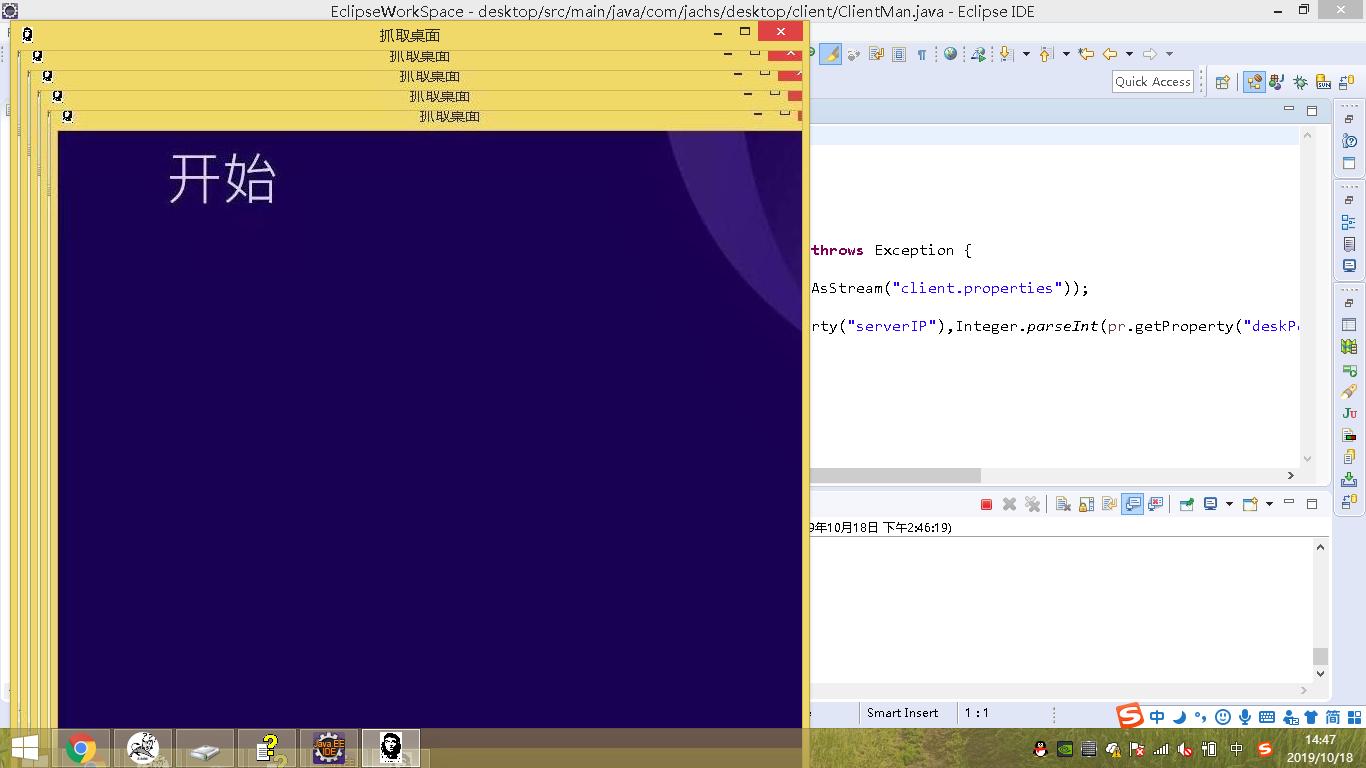 EclipseWorkSpace - desktop/src/main/java/com/jachs/desktop/client/ClientMan.java - Eclipse IDE
抓取桌面
抓取桌面
抓取桌面
抓取桌面
抓取桌面
开始
Quick Access
throws Exception {
AsStream("client.properties"));
rty("serverIP"),Integer.parseInt(pr.getProperty("deskP
年10月18日 下午2:46:19)
Smart Insert
1 : 1
中
简
Java EE
IDE
中
14:47
2019/10/18